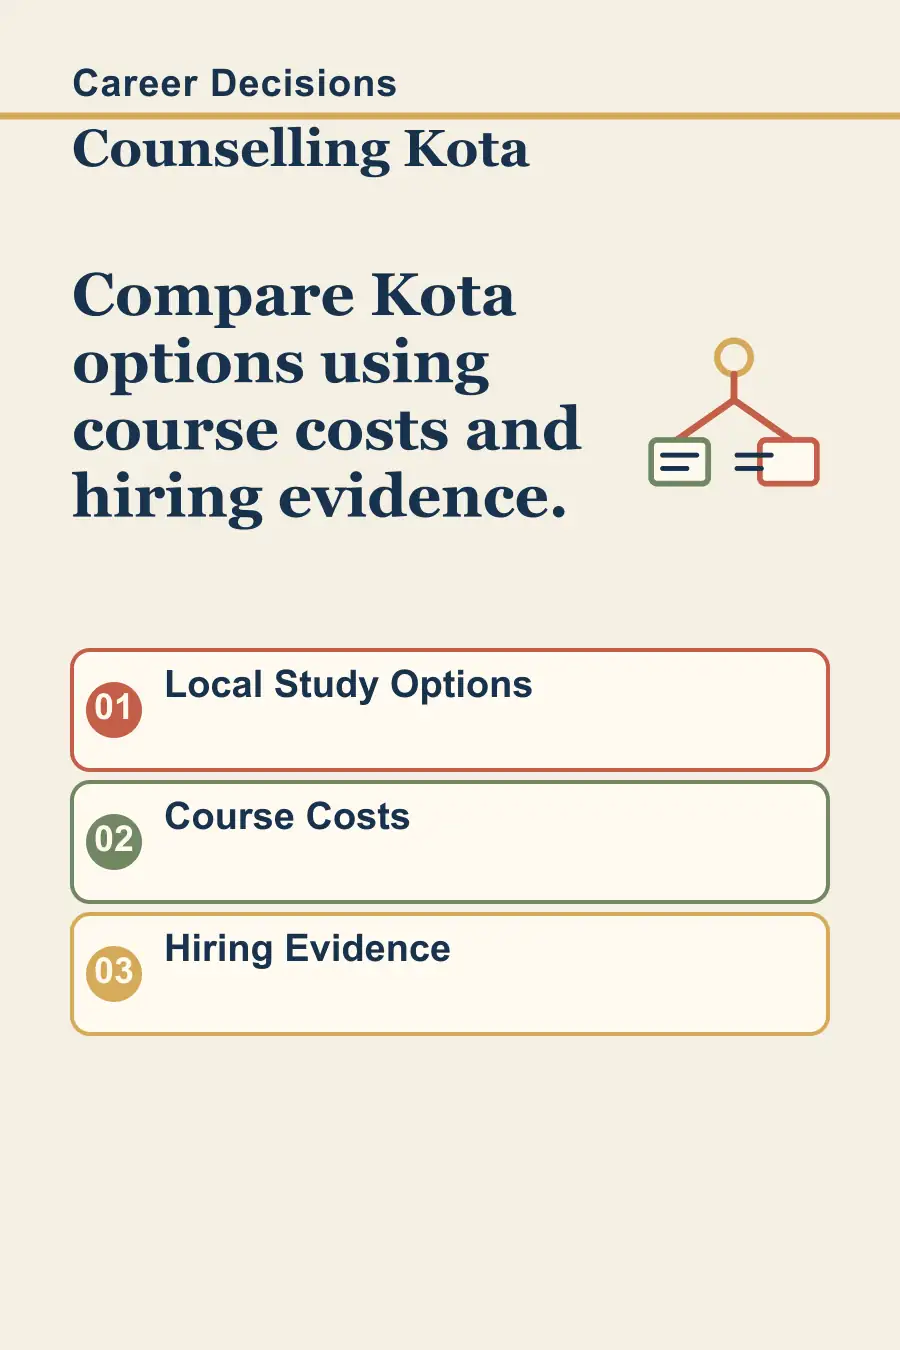 Career Decisions
Counselling Kota
Compare Kota
options using
course costs and
hiring evidence.
01
Local Study Options
02
Course Costs
03
Hiring Evidence